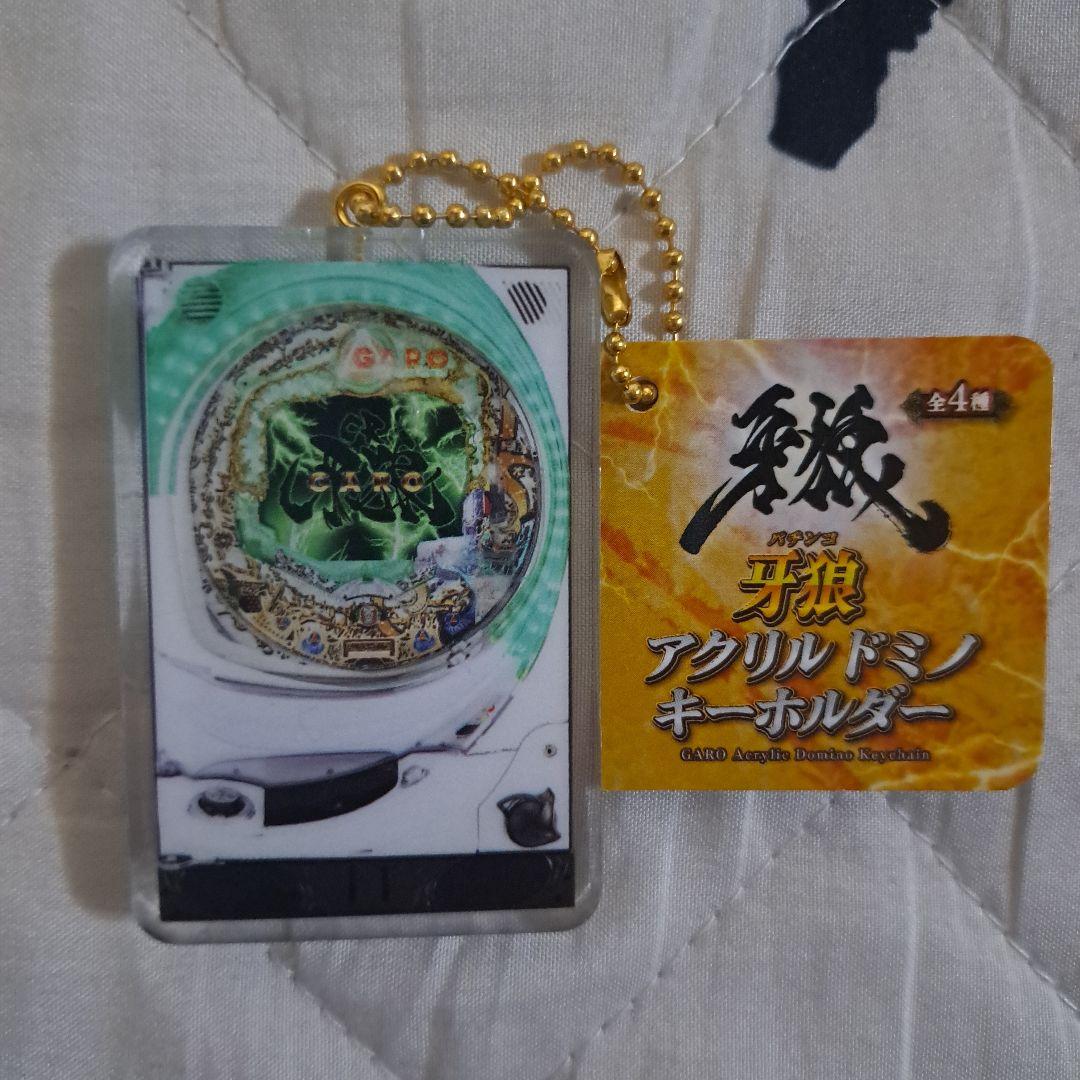 GARO
GARO
牙狼
全4種
パチンコ
牙狼
アクリルドミノ
キーホルダー
GARO Acrylic Domino Keychain